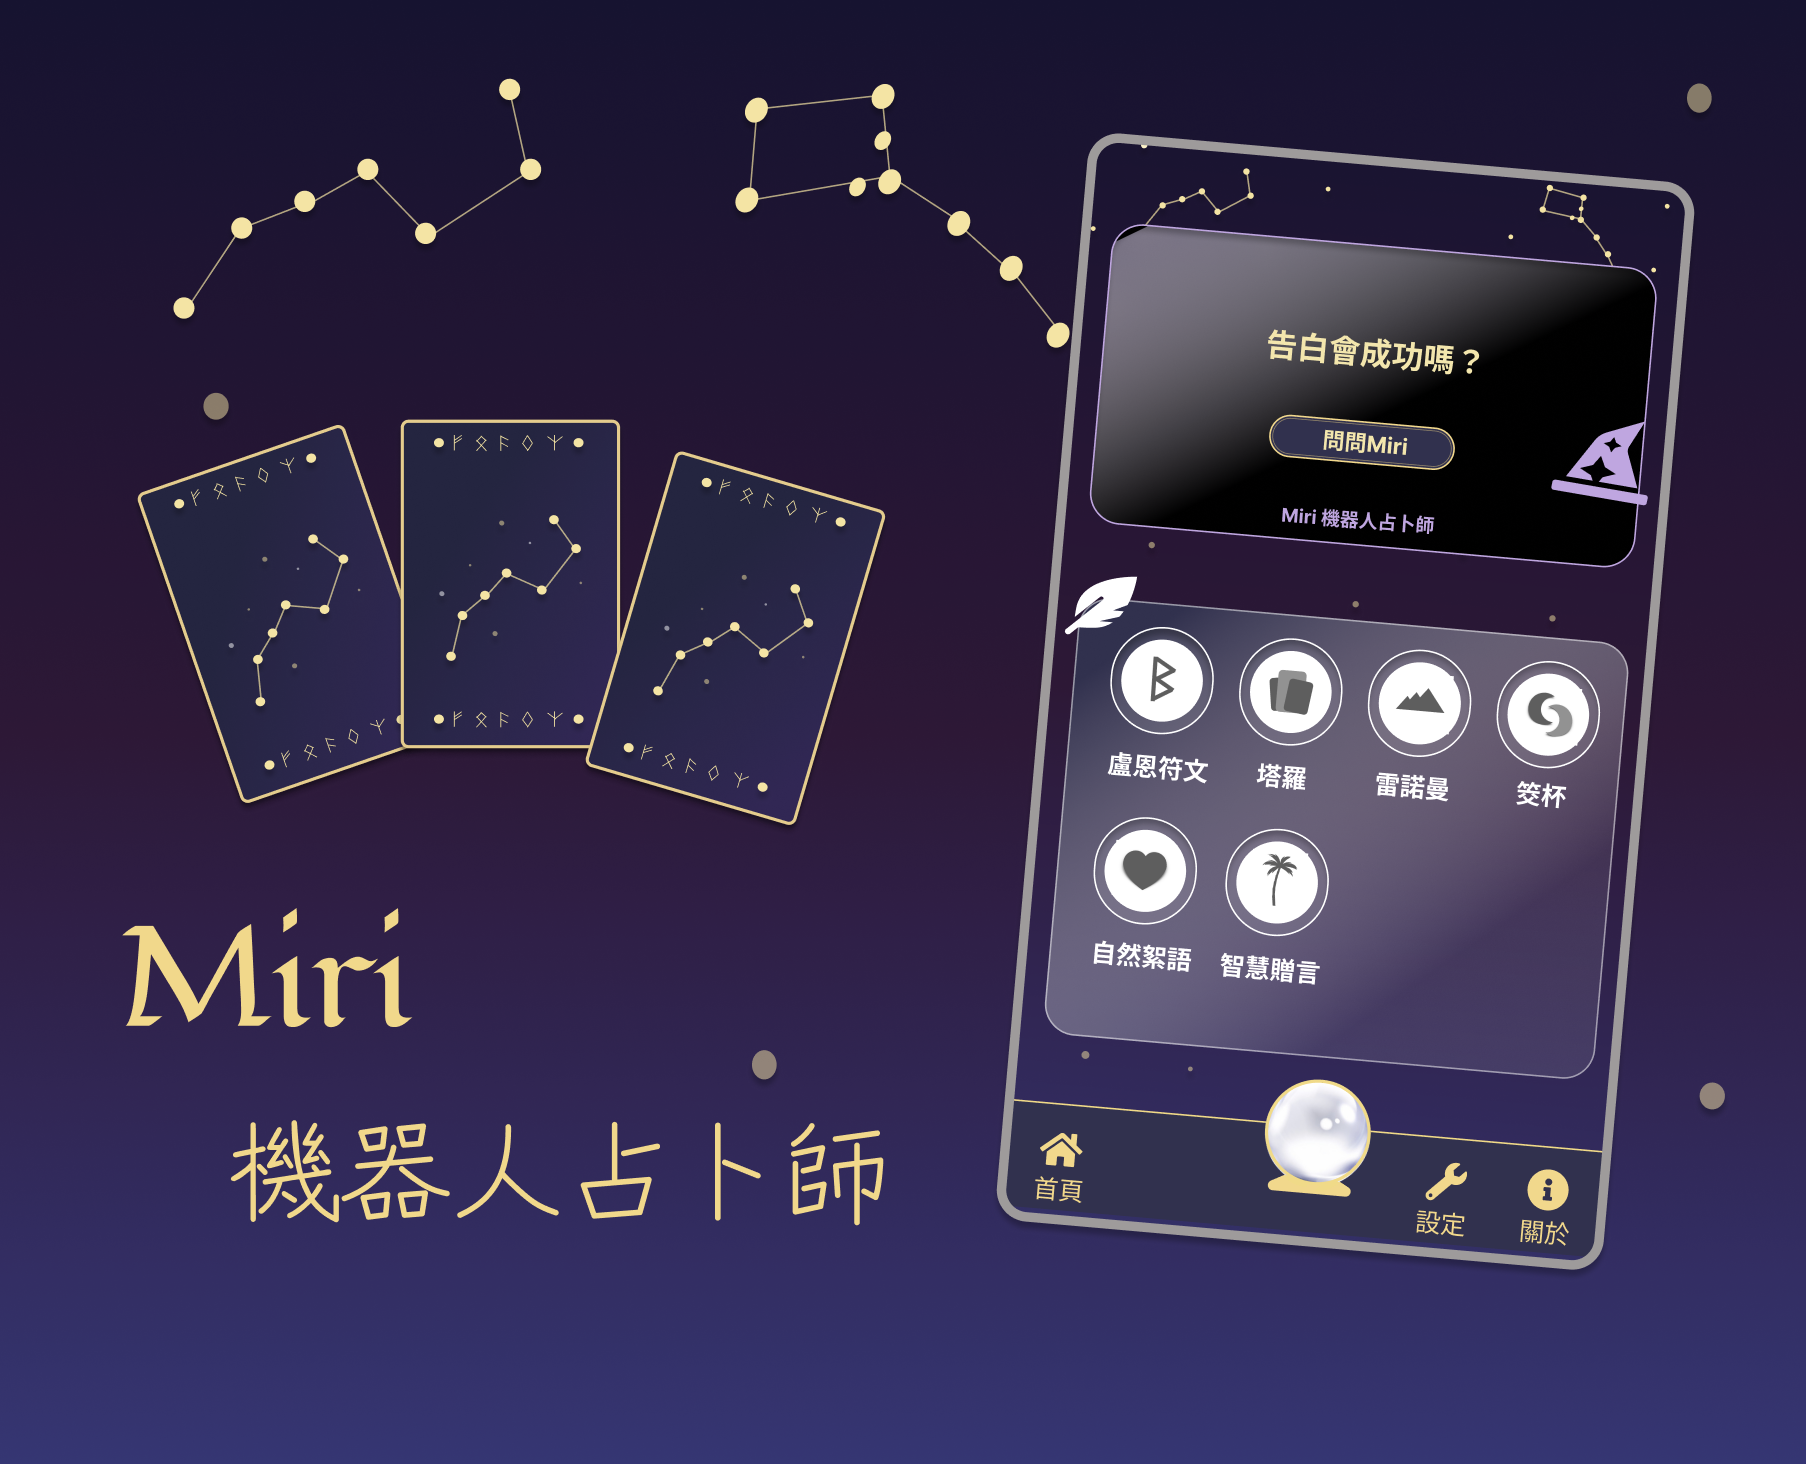 告白會成功嗎？
問問Miri
Miri 機器人占卜師
ᚠ ᛟ ᚨ ◊ ᛉ
ᚠ ᛟ ᚨ ◊ ᛉ
ᚠ ᛟ ᚨ ◊ ᛉ
盧恩符文
塔羅
雷諾曼
筊杯
ᚠ ᛟ ᚨ ◊ ᛉ
ᚠ ᛟ ᚨ ◊ ᛉ
ᚠ ᛟ ᚨ ◊ ᛉ
自然絮語
智慧贈言
Miri
機器人占卜師
首頁
設定
關於